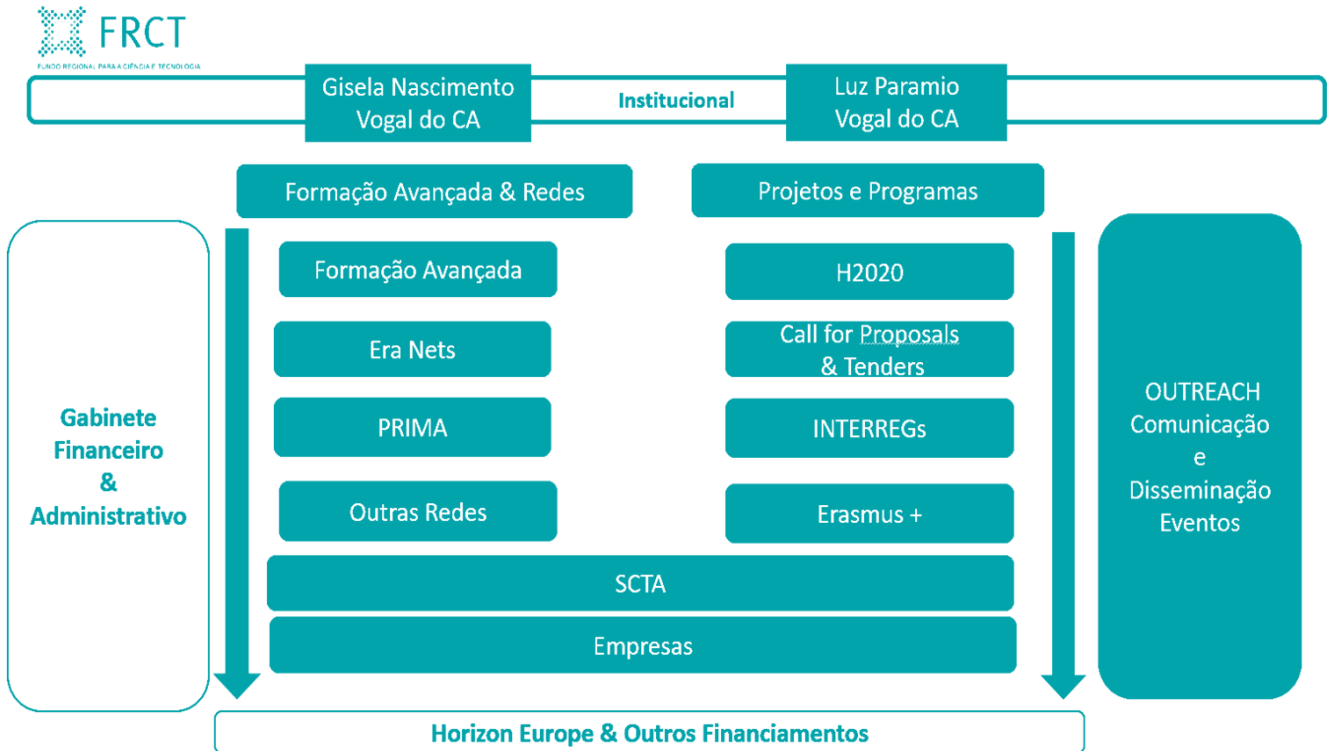 FRCT
FUNDO REGIONAL PARA A CIÊNCIA E TECNOLOGIA
Gisela Nascimento
Vogal do CA
Institucional
Luz Paramio
Vogal do CA
Formação Avançada & Redes
Projetos e Programas
Formação Avançada
H2020
Era Nets
Call for Proposals
& Tenders
PRIMA
INTERREGs
Outras Redes
Erasmus +
SCTA
Empresas
Gabinete
Financeiro
&
Administrativo
OUTREACH
Comunicação
e
Disseminação
Eventos
Horizon Europe & Outros Financiamentos